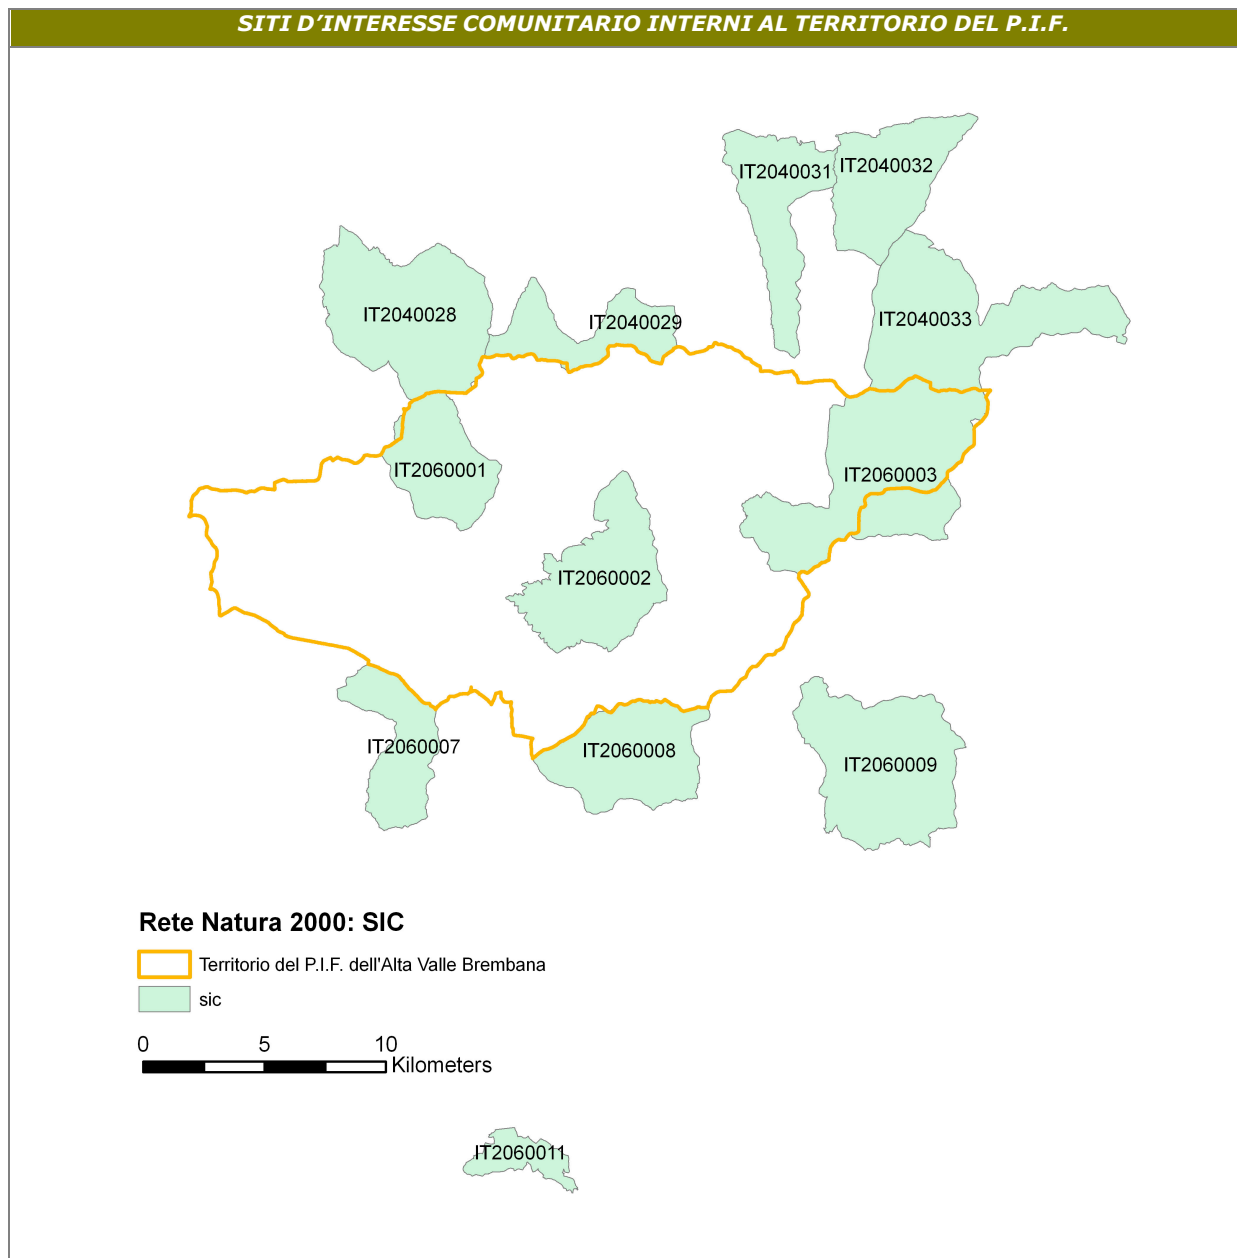 SITI D'INTERESSE COMUNITARIO INTERNI AL TERRITORIO DEL P.I.F.
IT2040031
IT2040032
IT2040028
IT2040029
IT2040033
IT2060001
IT2060003
IT2060002
IT2060007
IT2060008
IT2060009
Rete Natura 2000: SIC
Territorio del P.I.F. dell'Alta Valle Brembana
sic
0 5 10
Kilometers
IT2060011